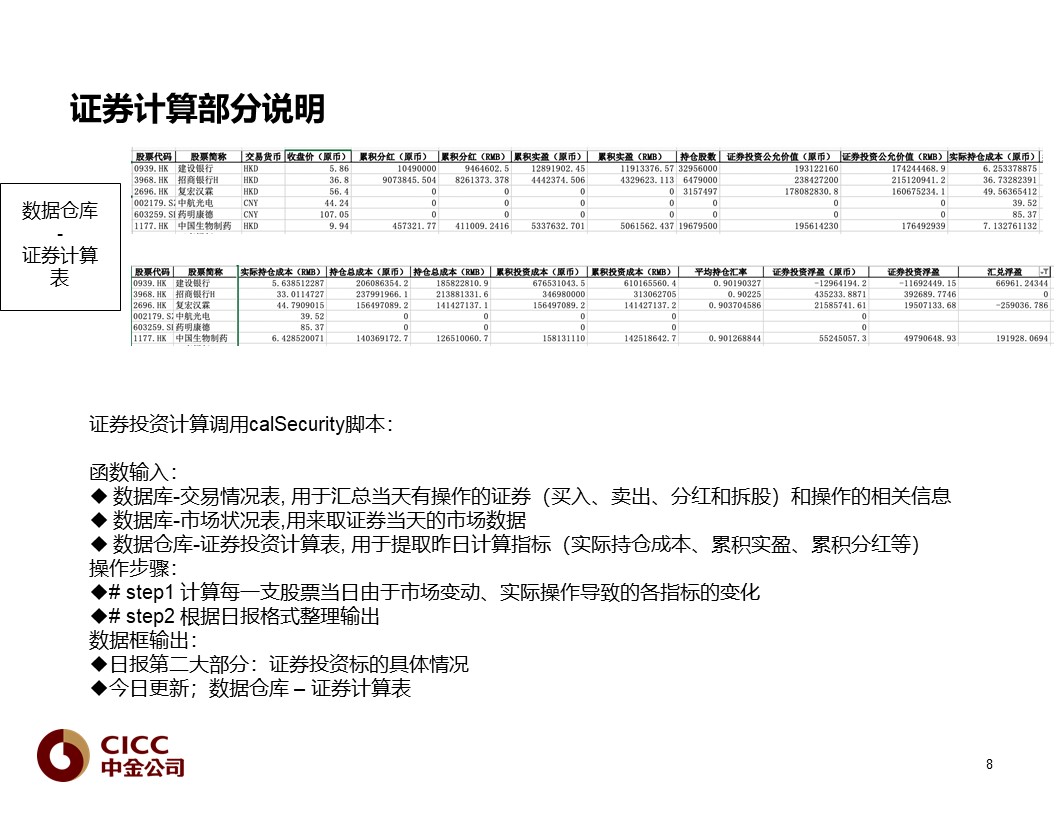 证券计算部分说明
数据仓库
-
证券计算
表
股票代码 股票简称 交易货币 收盘价（原币） 累积分红（原币） 累积分红（RMB） 累积实盈（原币） 累积实盈（RMB） 持仓股数 证券投资公允价值（原币） 证券投资公允价值（RMB） 实际持仓成本（原币）
0939.HK 建设银行 HKD 5.86 10490000 9464602.5 12891902.45 11913376.57 32956000 193122160 174244468.9 6.253378875
3968.HK 招商银行H HKD 36.8 9073845.504 8261373.378 4442374.506 4329623.113 6479000 238427200 215120941.2 36.73282391
2696.HK 复宏汉霖 HKD 56.4 0 0 0 0 3157497 178082830.8 160675234.1 49.56365412
002179.SZ 中航光电 CNY 44.24 0 0 0 0 0 0 0 39.52
603259.SH 药明康德 CNY 107.05 0 0 0 0 0 0 0 85.37
1177.HK 中国生物制药 HKD 9.94 457321.77 411009.2416 5337632.701 5061562.437 19679500 195614230 176492939 7.132761132
股票代码 股票简称 实际持仓成本（RMB） 持仓总成本（原币） 持仓总成本（RMB） 累积投资成本（原币） 累积投资成本（RMB） 平均持仓汇率 证券投资浮盈（原币） 证券投资浮盈 汇兑浮盈
0939.HK 建设银行 5.638512287 206086354.2 185822810.9 676531043.5 610165560.4 0.90190327 -12964194.2 -11692449.15 66961.24344
3968.HK 招商银行H 33.0114727 237991966.1 213881331.6 346980000 313062705 0.90225 435233.8871 392689.7746 0
2696.HK 复宏汉霖 44.7909015 156497089.2 141427137.1 156497089.2 141427137.2 0.903704586 21585741.61 19507133.68 -259036.786
002179.SZ 中航光电 39.52 0 0 0 0 0
603259.SH 药明康德 85.37 0 0 0 0 0
1177.HK 中国生物制药 6.428520071 140369172.7 126510060.7 158131110 142518642.7 0.901268844 55245057.3 49790648.93 191928.0694
证券投资计算调用calSecurity脚本：
函数输入：
◆ 数据库-交易情况表, 用于汇总当天有操作的证券（买入、卖出、分红和拆股）和操作的相关信息
◆ 数据库-市场状况表,用来取证券当天的市场数据
◆ 数据仓库-证券投资计算表, 用于提取昨日计算指标（实际持仓成本、累积实盈、累积分红等）
操作步骤：
◆# step1 计算每一支股票当日由于市场变动、实际操作导致的各指标的变化
◆# step2 根据日报格式整理输出
数据框输出：
◆日报第二大部分：证券投资标的具体情况
◆今日更新；数据仓库 – 证券计算表
CICC
中金公司
8